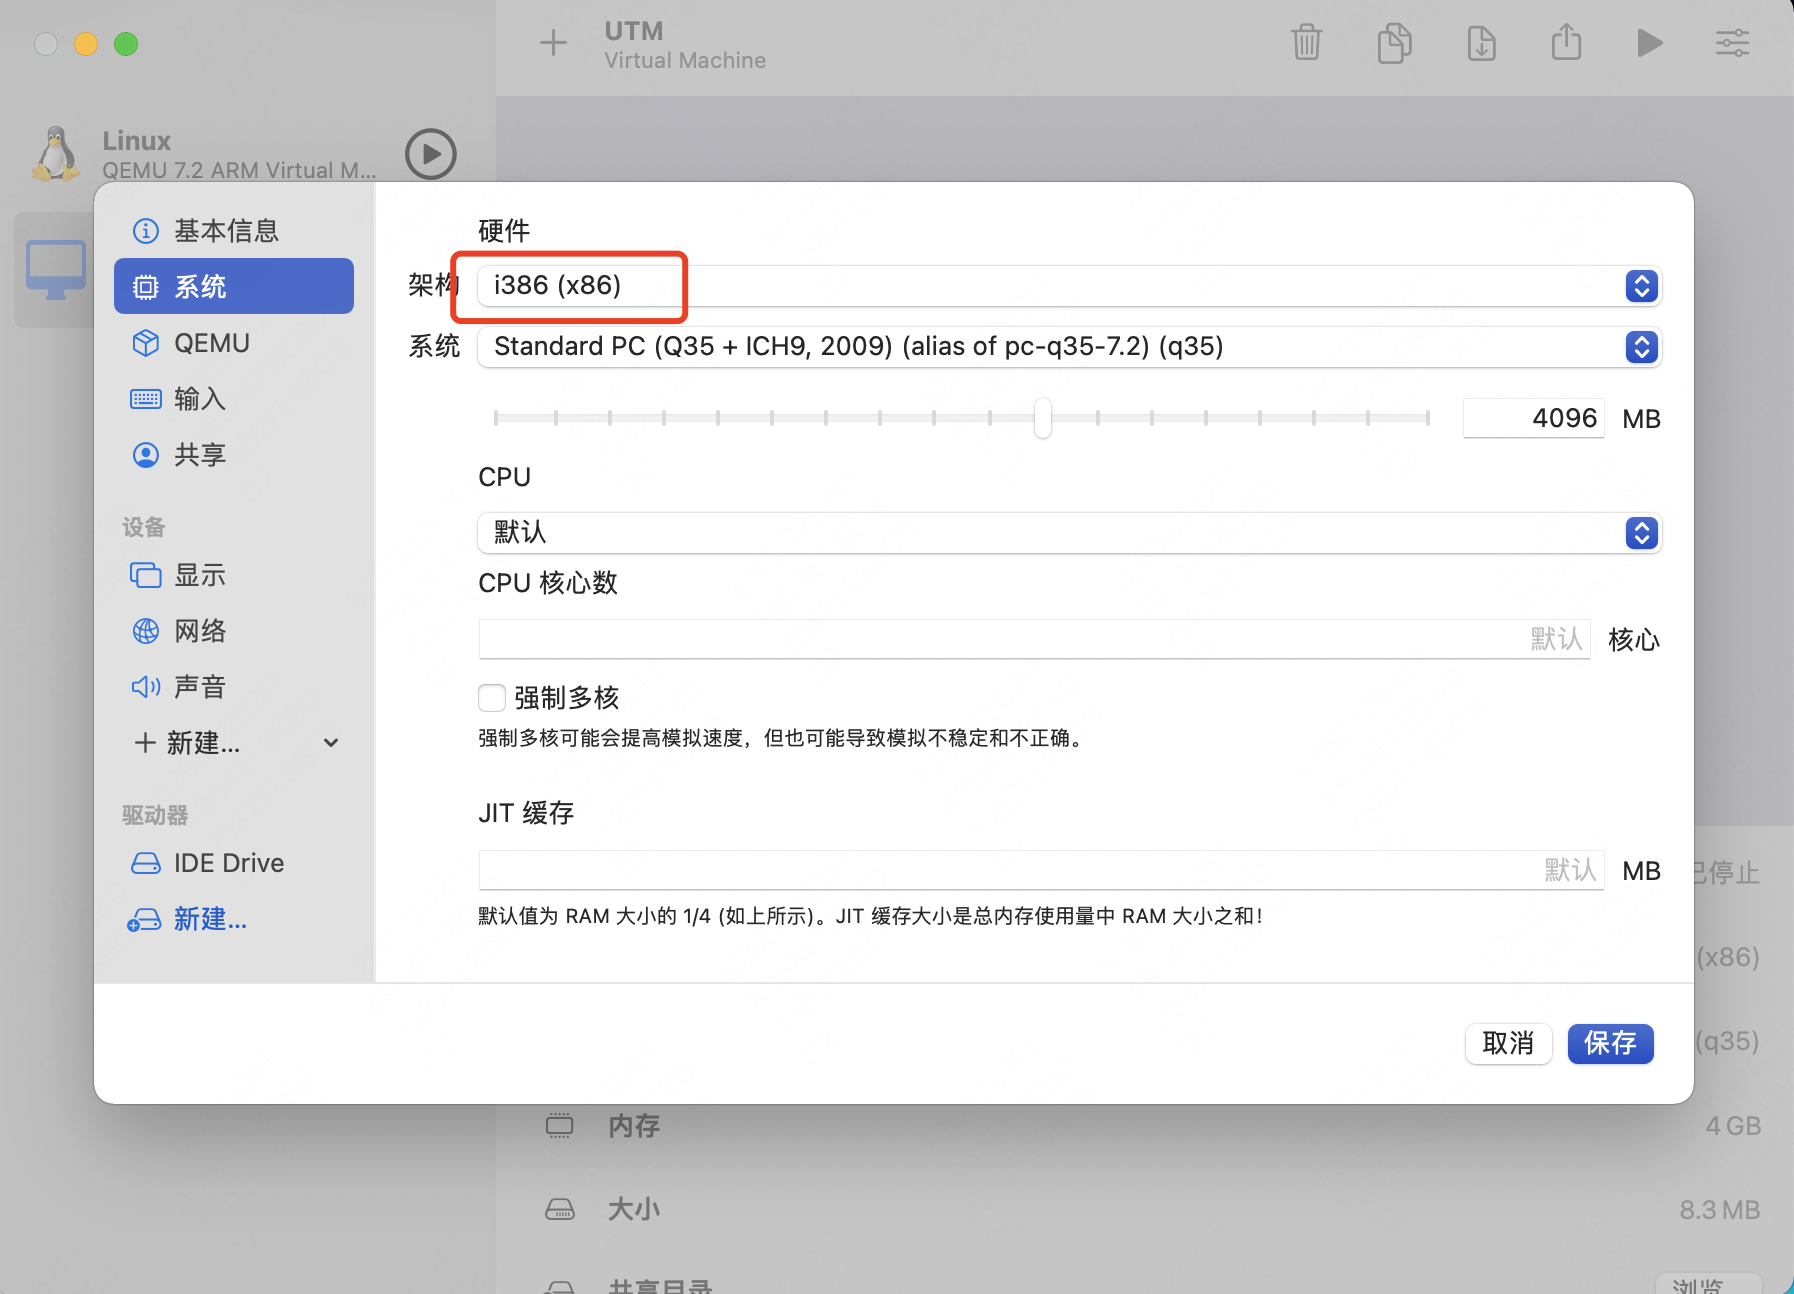 UTM
Virtual Machine
Linux
QEMU 7.2 ARM Virtual M...
基本信息
系统
QEMU
输入
共享
设备
显示
网络
声音
新建...
驱动器
IDE Drive
新建...
硬件
架构 i386 (x86)
系统 Standard PC (Q35 + ICH9, 2009) (alias of pc-q35-7.2) (q35)
4096 MB
CPU
默认
CPU 核心数
默认 核心
强制多核
强制多核可能会提高模拟速度，但也可能导致模拟不稳定和不正确。
JIT 缓存
默认 MB
默认值为 RAM 大小的 1/4 (如上所示)。JIT 缓存大小是总内存使用量中 RAM 大小之和！
取消 保存
已停止
(x86)
(q35)
内存 4 GB
大小 8.3 MB
共享目录 浏览